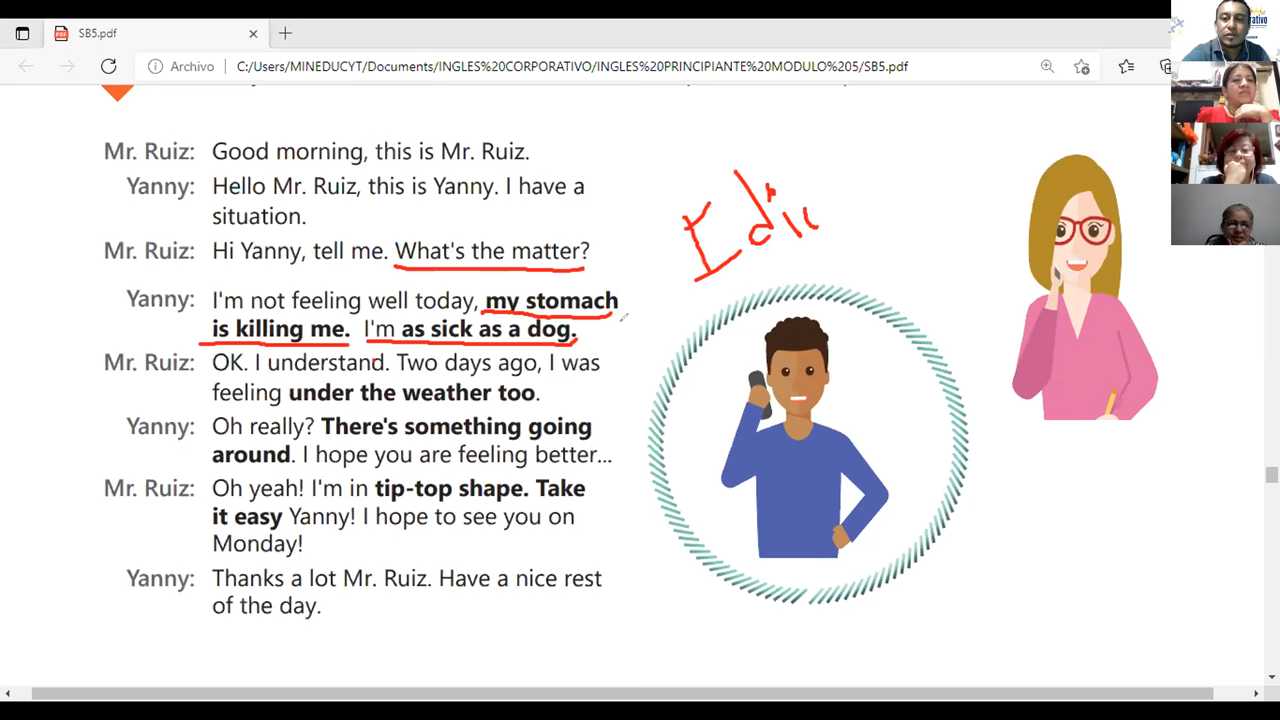 SB5.pdf
Archivo C:/Users/MINEDUCYT/Documents/INGLES%20CORPORATIVO/INGLES%20PRINCIPIANTE%20MODULO%205/SB5.pdf
Mr. Ruiz: Good morning, this is Mr. Ruiz.
Yanny: Hello Mr. Ruiz, this is Yanny. I have a
situation.
Mr. Ruiz: Hi Yanny, tell me. What's the matter?
Yanny: I'm not feeling well today, my stomach
is killing me. I'm as sick as a dog.
Mr. Ruiz: OK. I understand. Two days ago, I was
feeling under the weather too.
Yanny: Oh really? There's something going
around. I hope you are feeling better...
Mr. Ruiz: Oh yeah! I'm in tip-top shape. Take
it easy Yanny! I hope to see you on
Monday!
Yanny: Thanks a lot Mr. Ruiz. Have a nice rest
of the day.